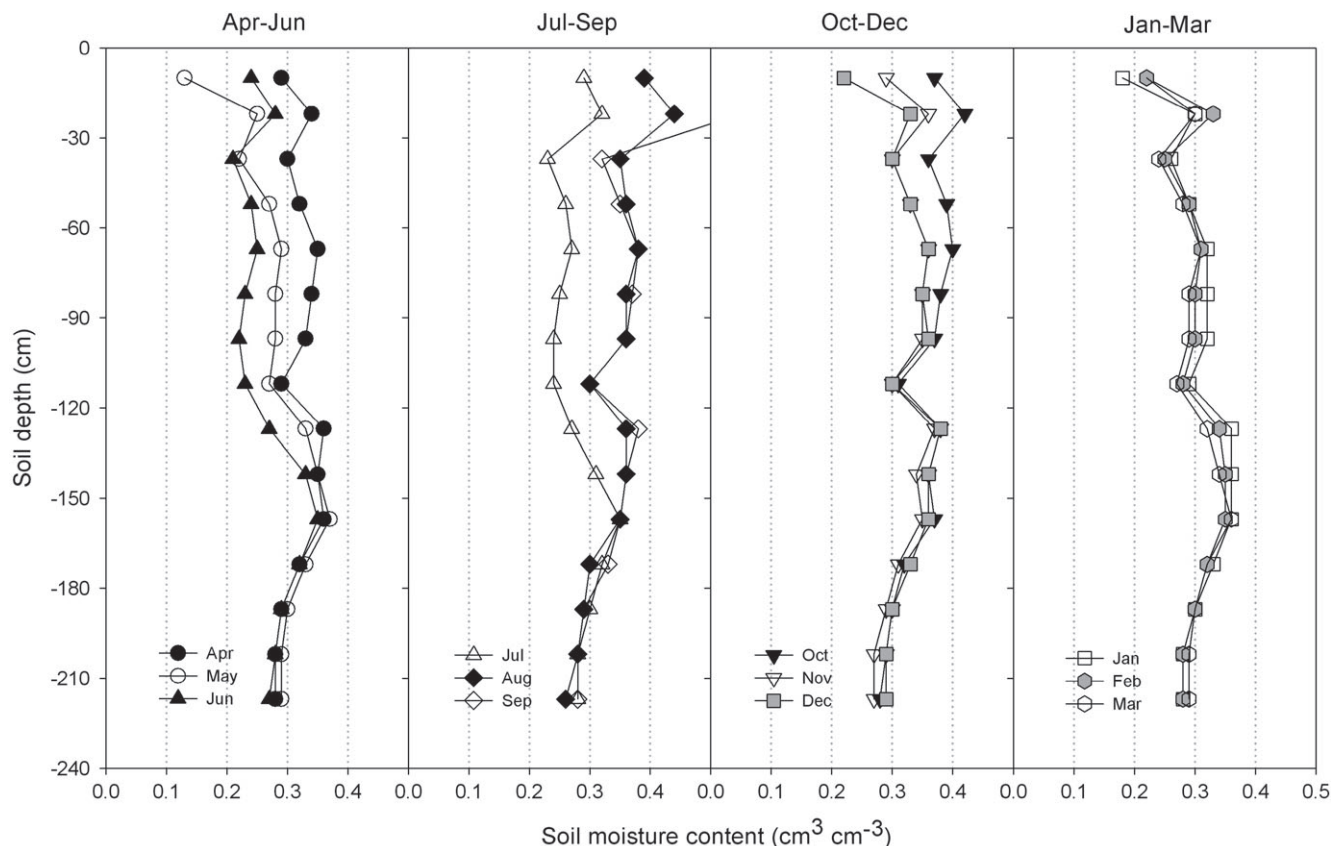 Apr-Jun Jul-Sep Oct-Dec Jan-Mar
0
-30
-60
-90
-120
-150
-180
-210
-240
Soil depth (cm)
Apr
May
Jun
Jul
Aug
Sep
Oct
Nov
Dec
Jan
Feb
Mar
0.0 0.1 0.2 0.3 0.4 0.0 0.1 0.2 0.3 0.4 0.0 0.1 0.2 0.3 0.4 0.0 0.1 0.2 0.3 0.4 0.5
Soil moisture content (cm³ cm⁻³)